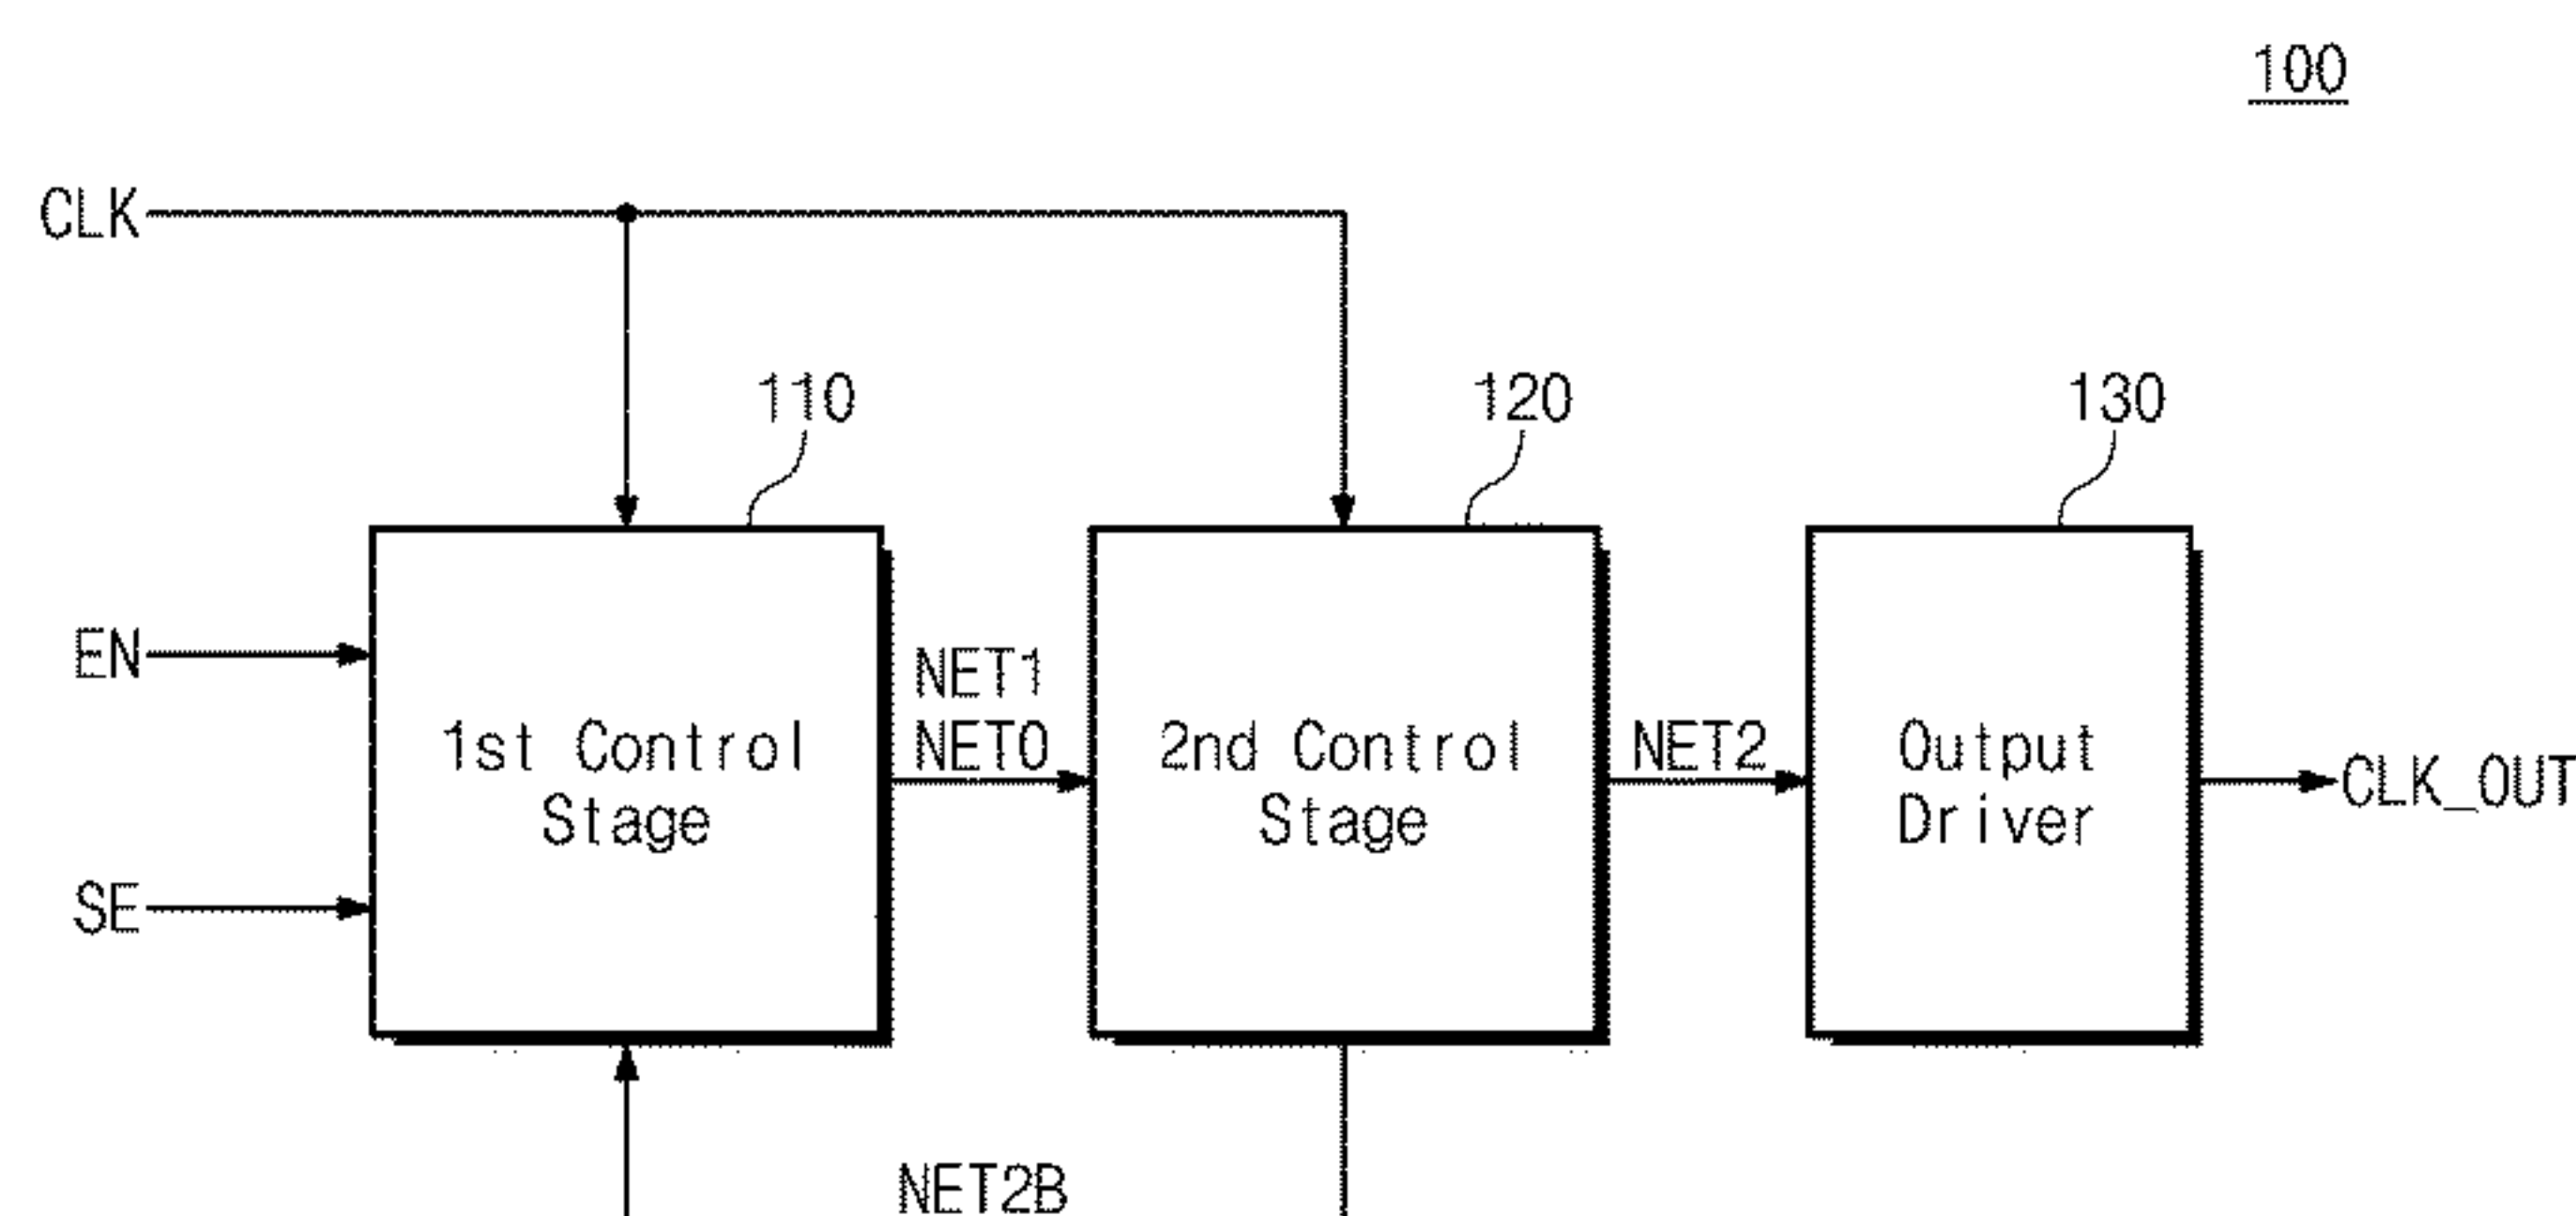 100
CLK
110
120
130
EN
NET1
1st Control
Stage
NET0
2nd Control
Stage
NET2
Output
Driver
CLK_OUT
SE
NET2B